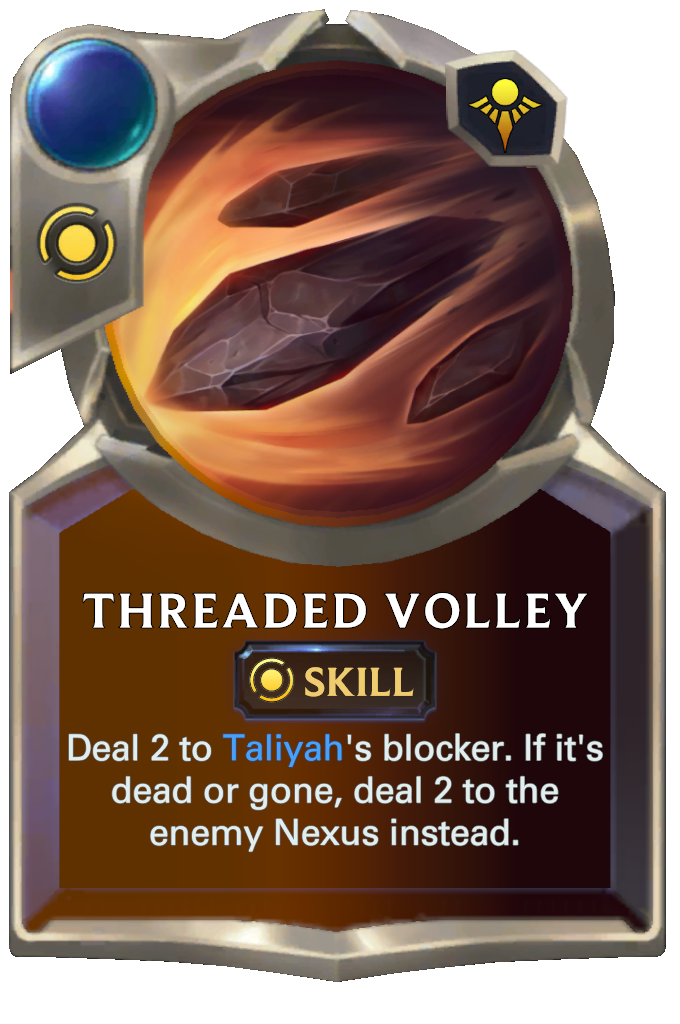 THREADED VOLLEY
SKILL
Deal 2 to Taliyah's blocker. If it's
dead or gone, deal 2 to the
enemy Nexus instead.